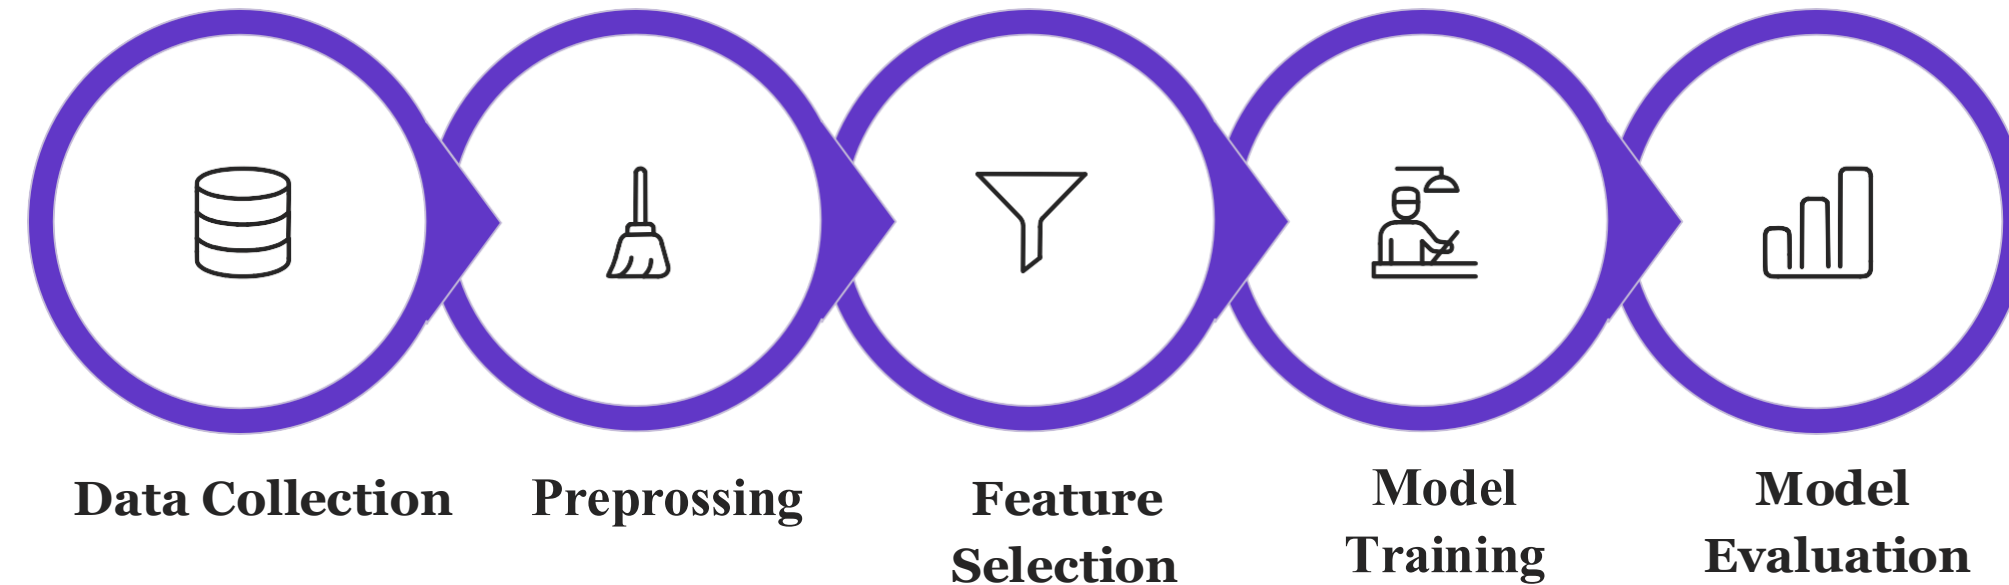 Data Collection
Preprossing
Feature
Selection
Model
Training
Model
Evaluation